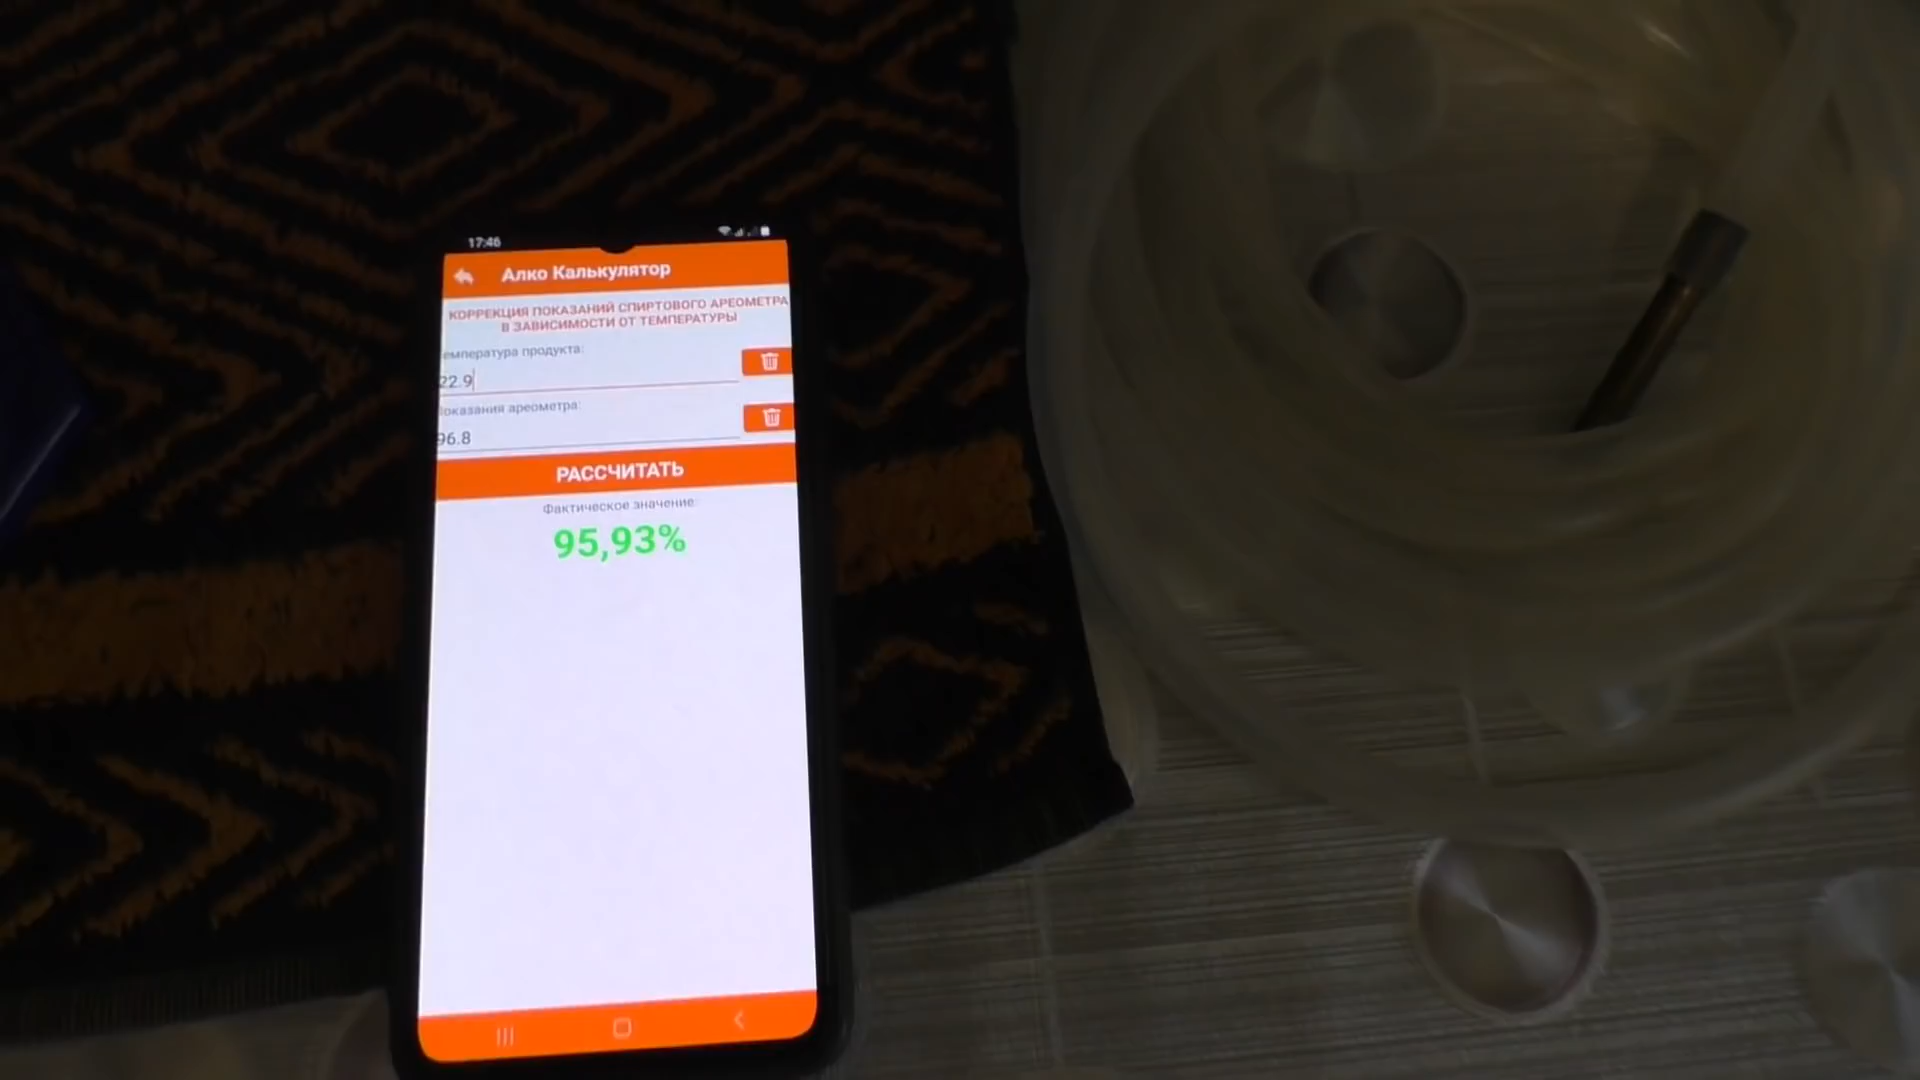 17:46
Алко Калькулятор
КОРРЕКЦИЯ ПОКАЗАНИЙ СПИРТОВОГО АРЕОМЕТРА
В ЗАВИСИМОСТИ ОТ ТЕМПЕРАТУРЫ
емпература продукта:
22.9
оказания ареометра:
96.8
РАССЧИТАТЬ
Фактическое значение:
95,93%